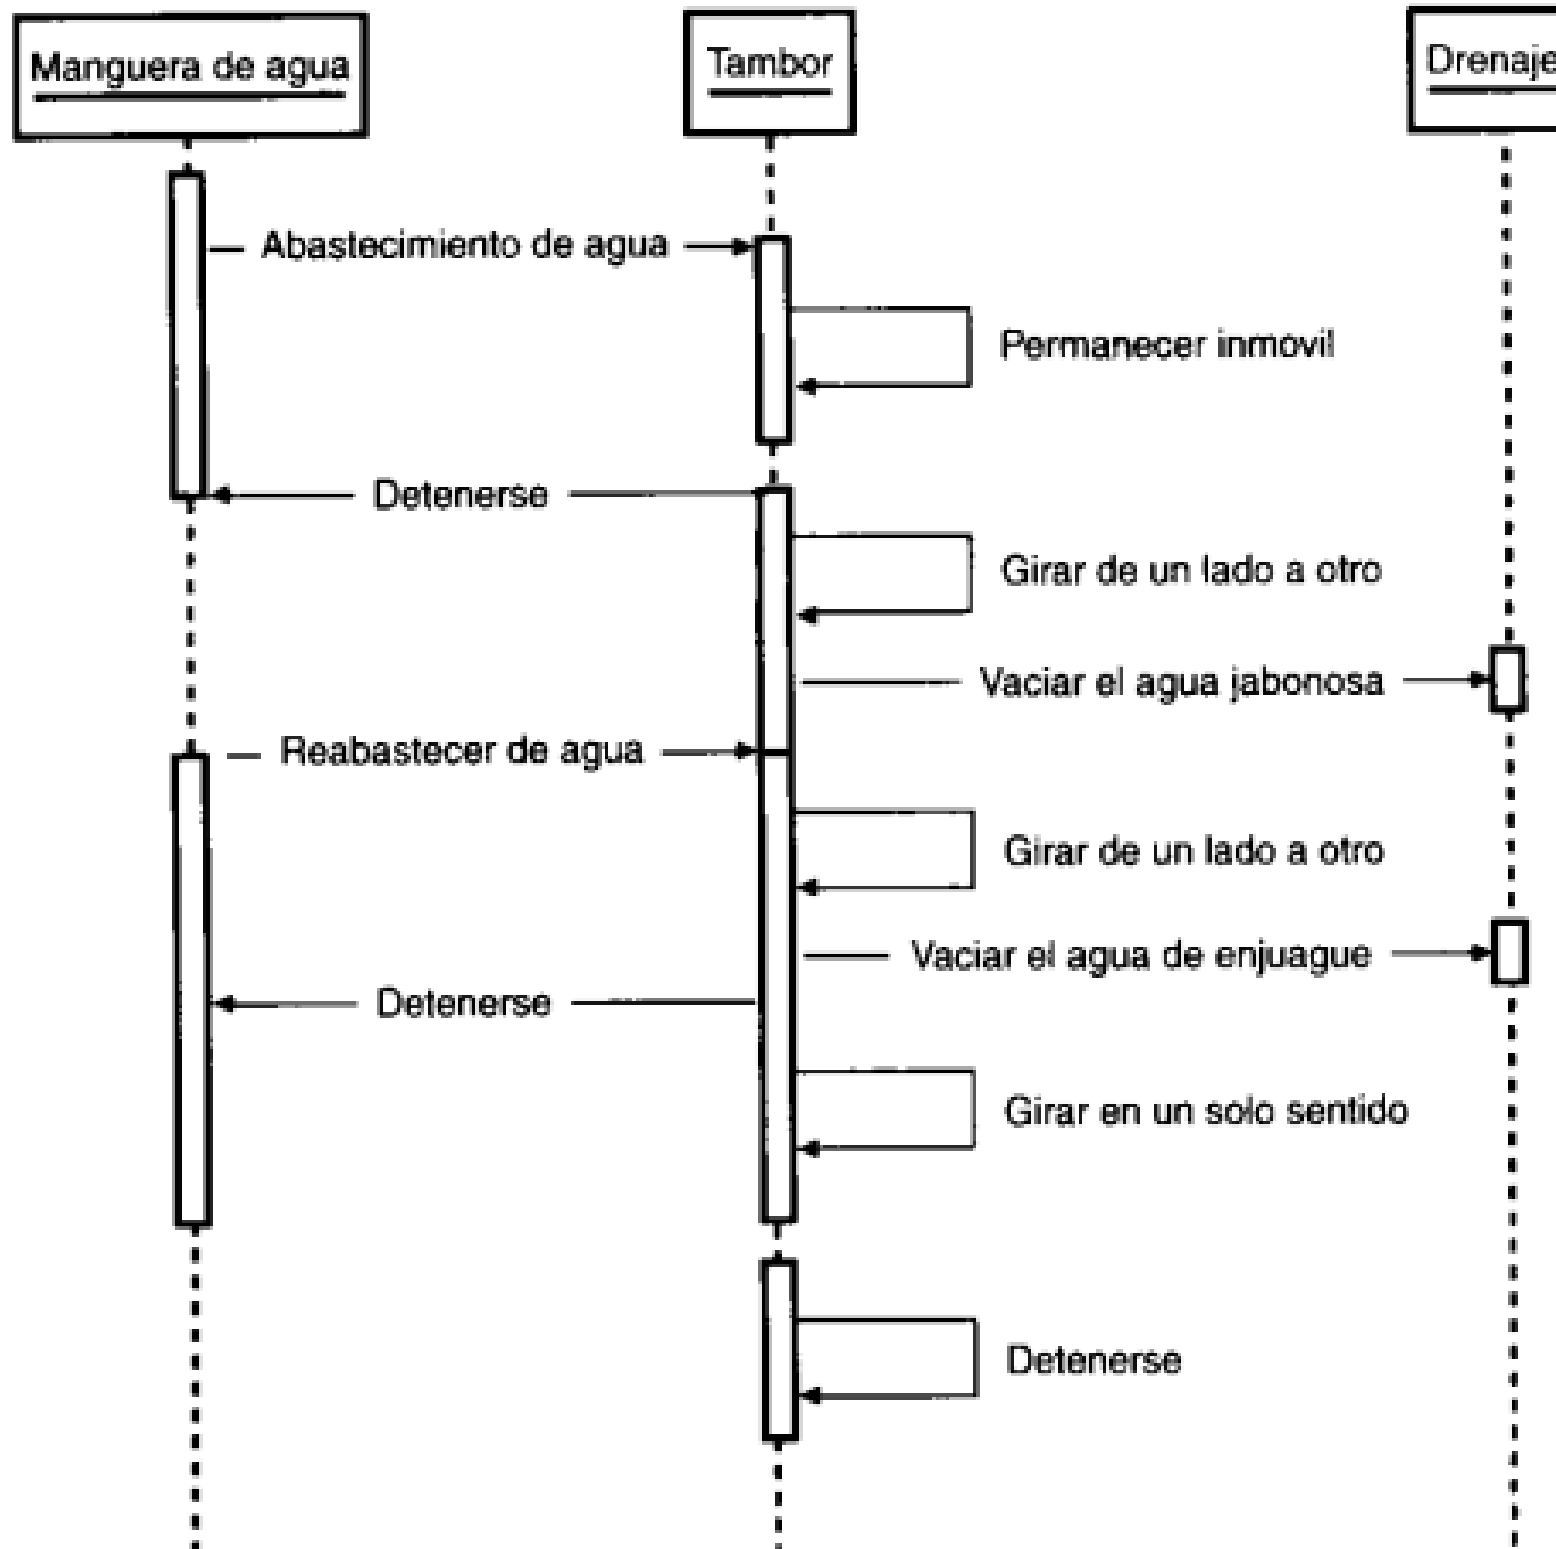 Manguera de agua
Tambor
Drenaje
Abastecimiento de agua
Permanecer inmóvil
Detenerse
Girar de un lado a otro
Vaciar el agua jabonosa
Reabastecer de agua
Girar de un lado a otro
Vaciar el agua de enjuague
Detenerse
Girar en un solo sentido
Detenerse